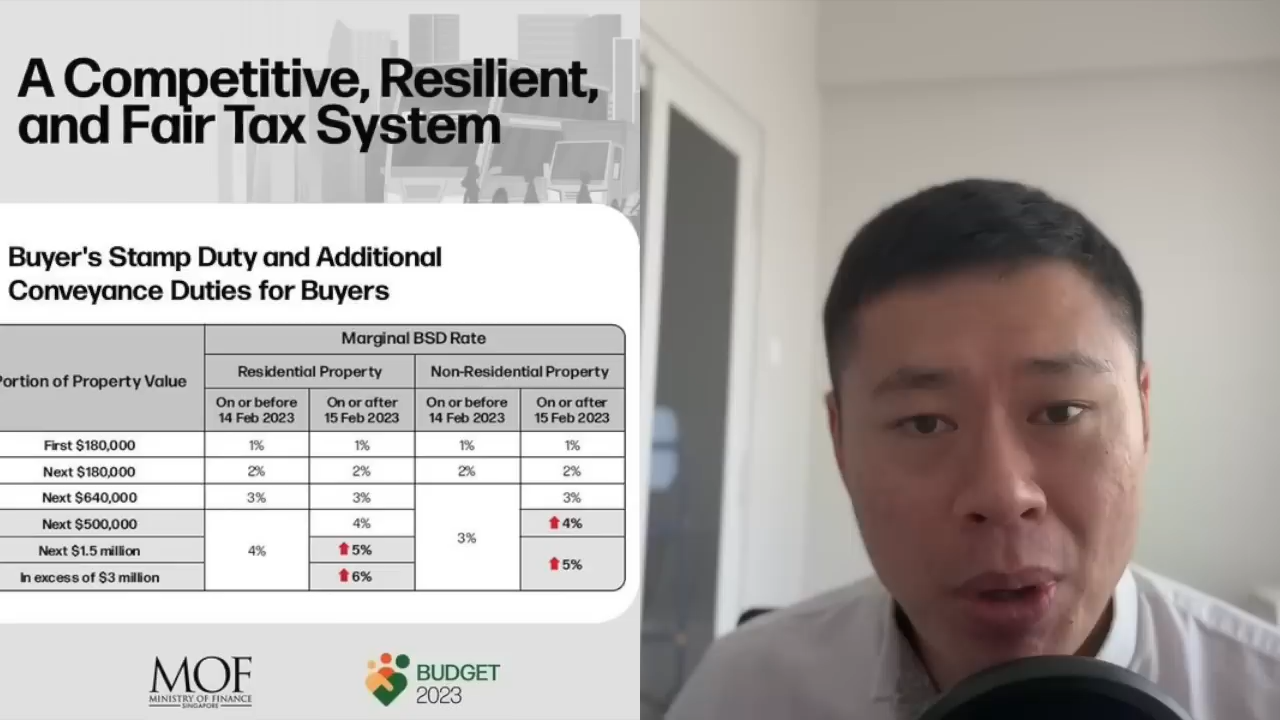 A Competitive, Resilient,
and Fair Tax System
Buyer's Stamp Duty and Additional
Conveyance Duties for Buyers
Portion of Property Value
Marginal BSD Rate
Residential Property
Non-Residential Property
On or before
14 Feb 2023
On or after
15 Feb 2023
On or before
14 Feb 2023
On or after
15 Feb 2023
First $180,000 1% 1% 1% 1%
Next $180,000 2% 2% 2% 2%
Next $640,000 3% 3% 3% 3%
Next $500,000 4% 4% 4%
Next $1.5 million 5% 5%
In excess of $3 million 6%
MOF
MINISTRY OF FINANCE
SINGAPORE
BUDGET
2023